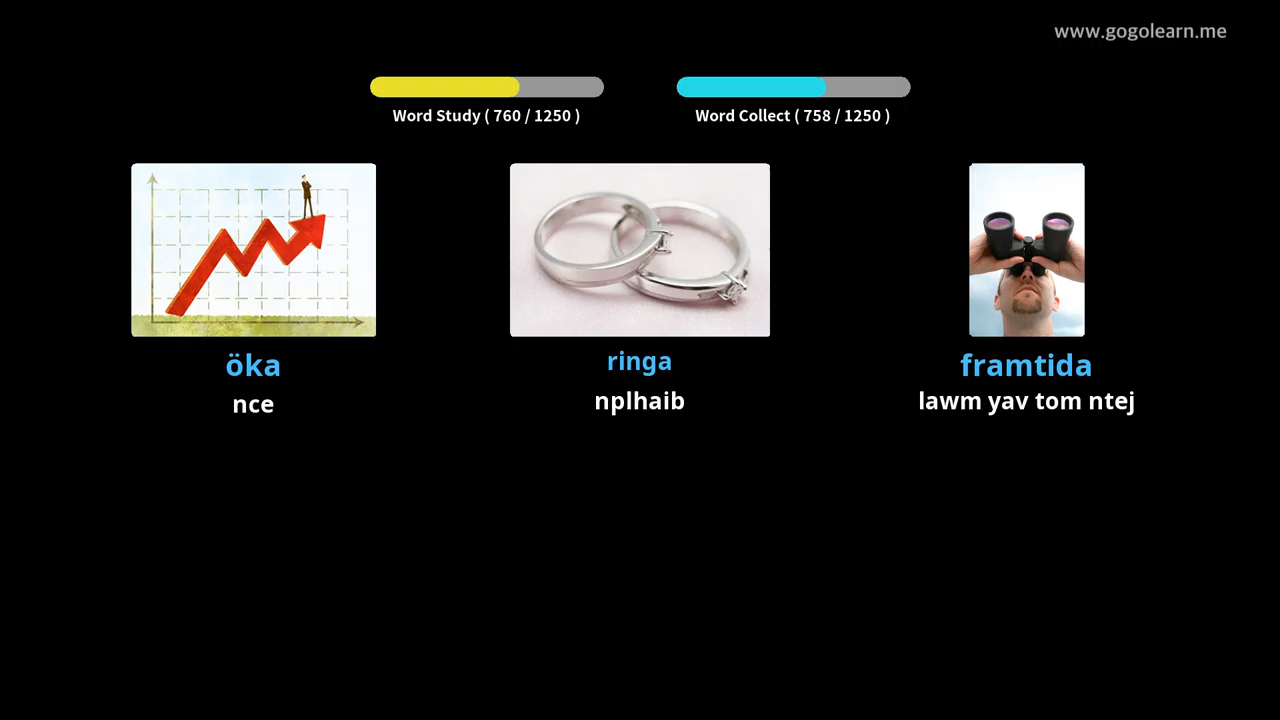 www.gogolearn.me
Word Study ( 760 / 1250 )
Word Collect ( 758 / 1250 )
öka
nce
ringa
nplhaib
framtida
lawm yav tom ntej